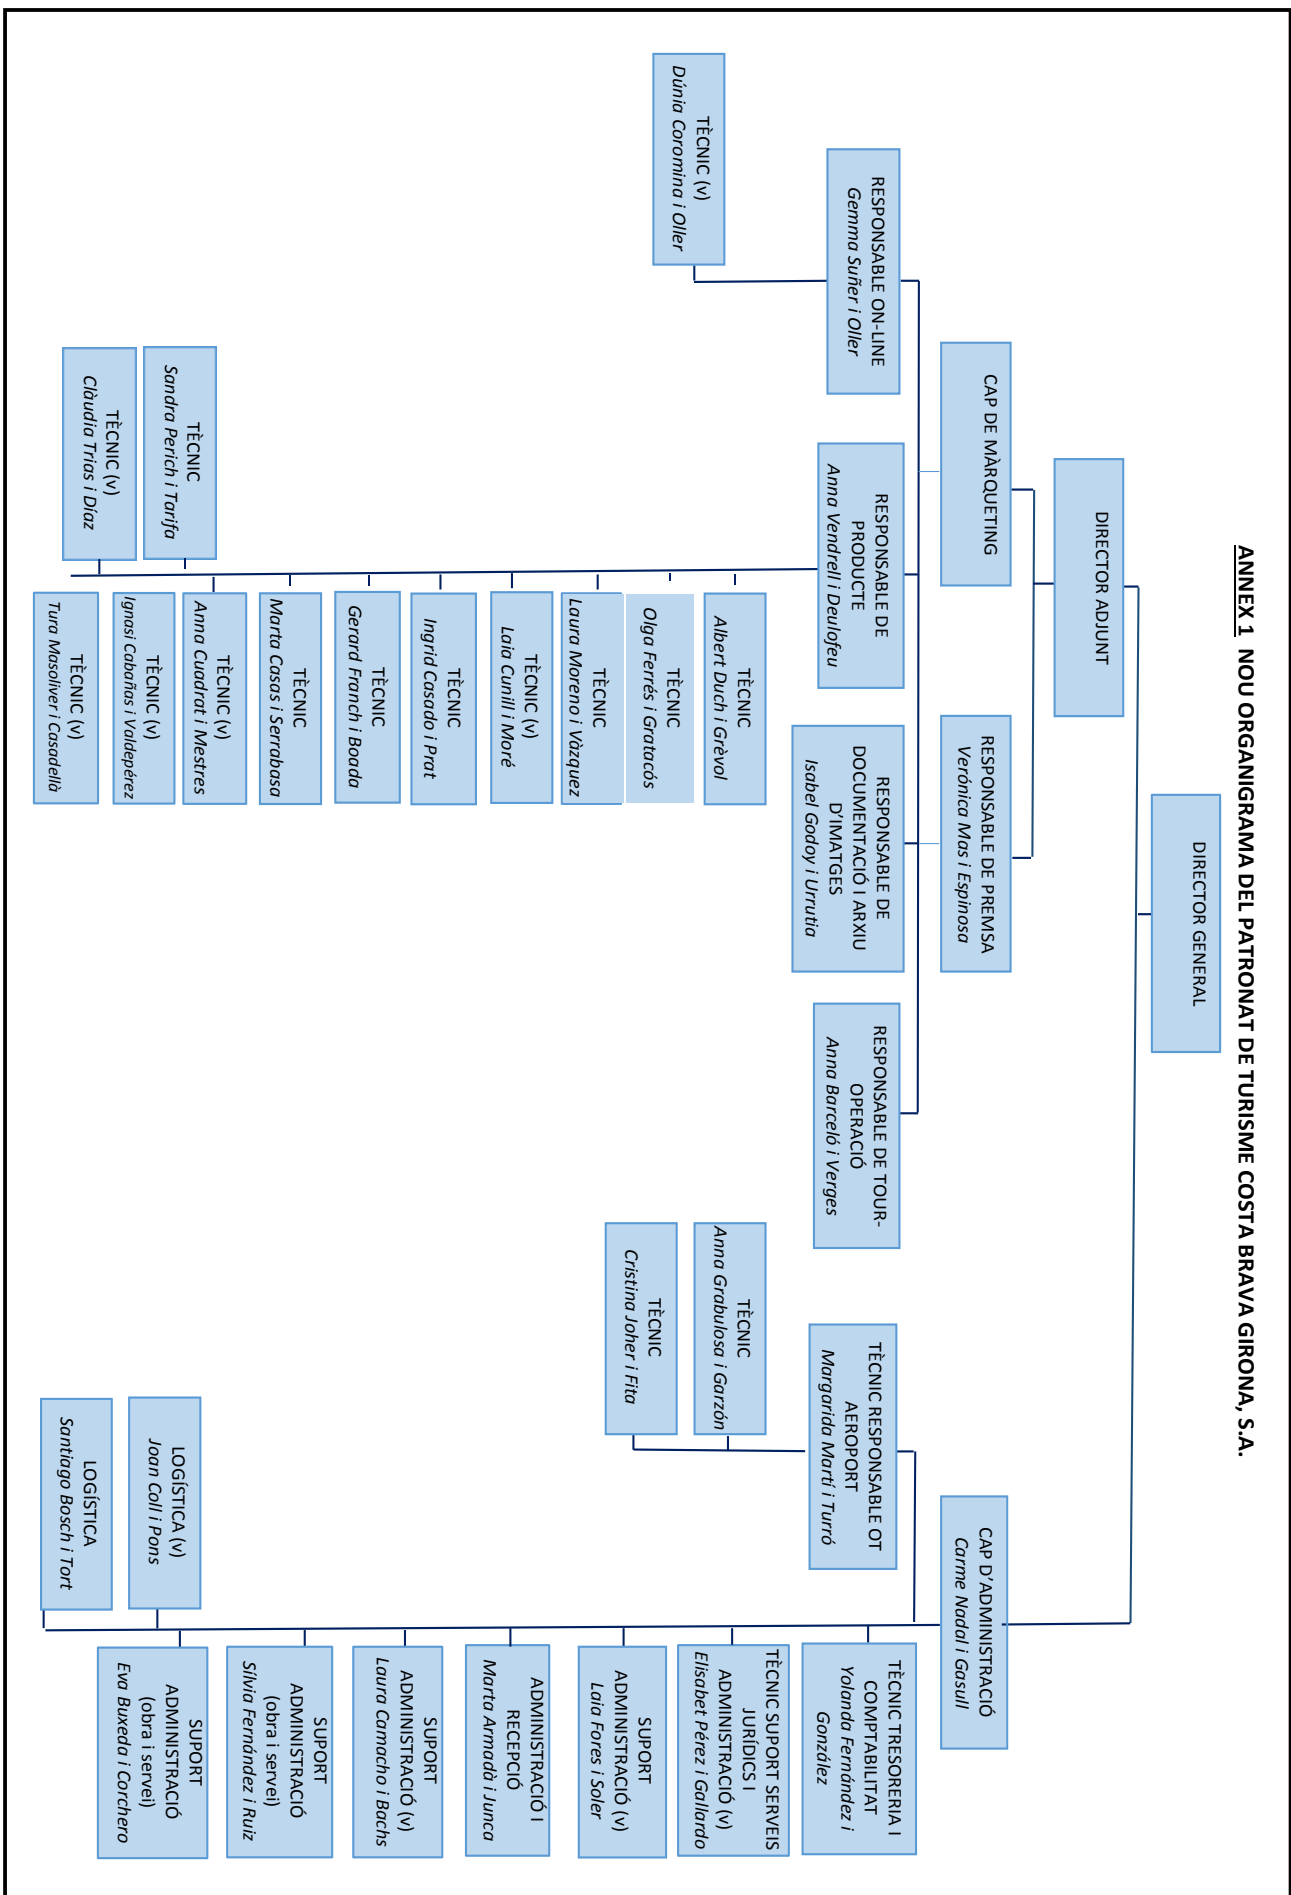 ANNEX 1 NOU ORGANIGRAMA DEL PATRONAT DE TURISME COSTA BRAVA GIRONA, S.A.
DIRECTOR GENERAL
DIRECTOR ADJUNT
CAP DE MÀRQUETING
RESPONSABLE DE PREMSA
Verónica Mas i Espinosa
CAP D'ADMINISTRACIÓ
Carme Nadal i Gasull
RESPONSABLE ON-LINE
Gemma Suñer i Oller
RESPONSABLE DE
PRODUCTE
Anna Vendrell i Deulofeu
RESPONSABLE DE
DOCUMENTACIÓ I ARXIU
D'IMATGES
Isabel Godoy i Urrutia
RESPONSABLE DE TOUR-
OPERACIÓ
Anna Barceló i Verges
TÈCNIC RESPONSABLE OT
AEROPORT
Margarida Martí i Turró
TÈCNIC TRESORERIA I
COMPTABILITAT
Yolanda Fernández i
González
TÈCNIC (v)
Dúnia Coromina i Oller
TÈCNIC
Albert Duch i Grèvol
TÈCNIC
Olga Ferrés i Gratacós
TÈCNIC
Laura Moreno i Vàzquez
TÈCNIC (v)
Laia Cunill i Moré
TÈCNIC
Ingrid Casado i Prat
TÈCNIC
Gerard Franch i Boada
TÈCNIC
Marta Casas i Serrabasa
TÈCNIC (v)
Anna Cuadrat i Mestres
TÈCNIC (v)
Ignasi Cabañas i Valdepérez
TÈCNIC (v)
Tura Masoliver i Casadellà
TÈCNIC
Sandra Perich i Tarifa
TÈCNIC (v)
Clàudia Trias i Díaz
TÈCNIC
Anna Grabulosa i Garzón
TÈCNIC
Cristina Joher i Fita
TÈCNIC SUPORT SERVEIS
JURÍDICS I
ADMINISTRACIÓ (v)
Elisabet Pérez i Gallardo
SUPORT
ADMINISTRACIÓ (v)
Laia Fores i Soler
ADMINISTRACIÓ I
RECEPCIÓ
Marta Armadà i Junca
SUPORT
ADMINISTRACIÓ (v)
Laura Camacho i Bachs
SUPORT
ADMINISTRACIÓ
(obra i servei)
Sílvia Fernández i Ruiz
SUPORT
ADMINISTRACIÓ
(obra i servei)
Eva Buxeda i Corchero
LOGÍSTICA (v)
Joan Coll i Pons
LOGÍSTICA
Santiago Bosch i Tort